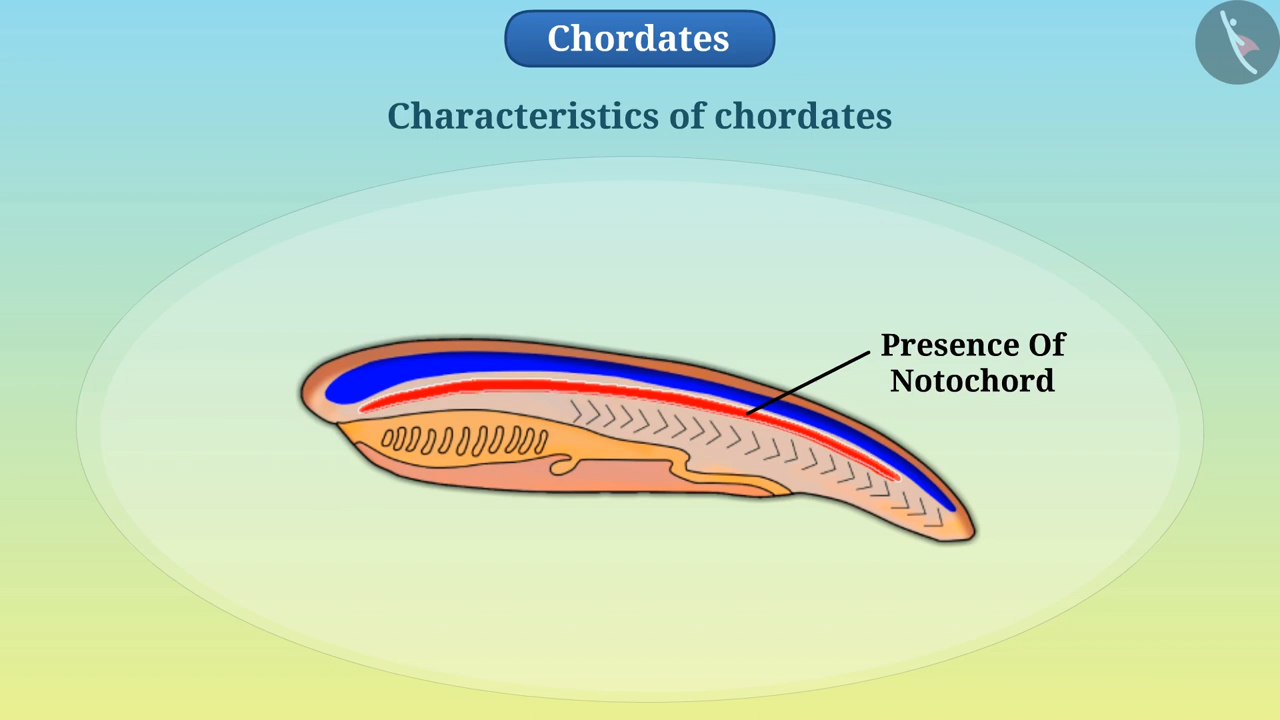 Chordates
Characteristics of chordates
Presence Of
Notochord